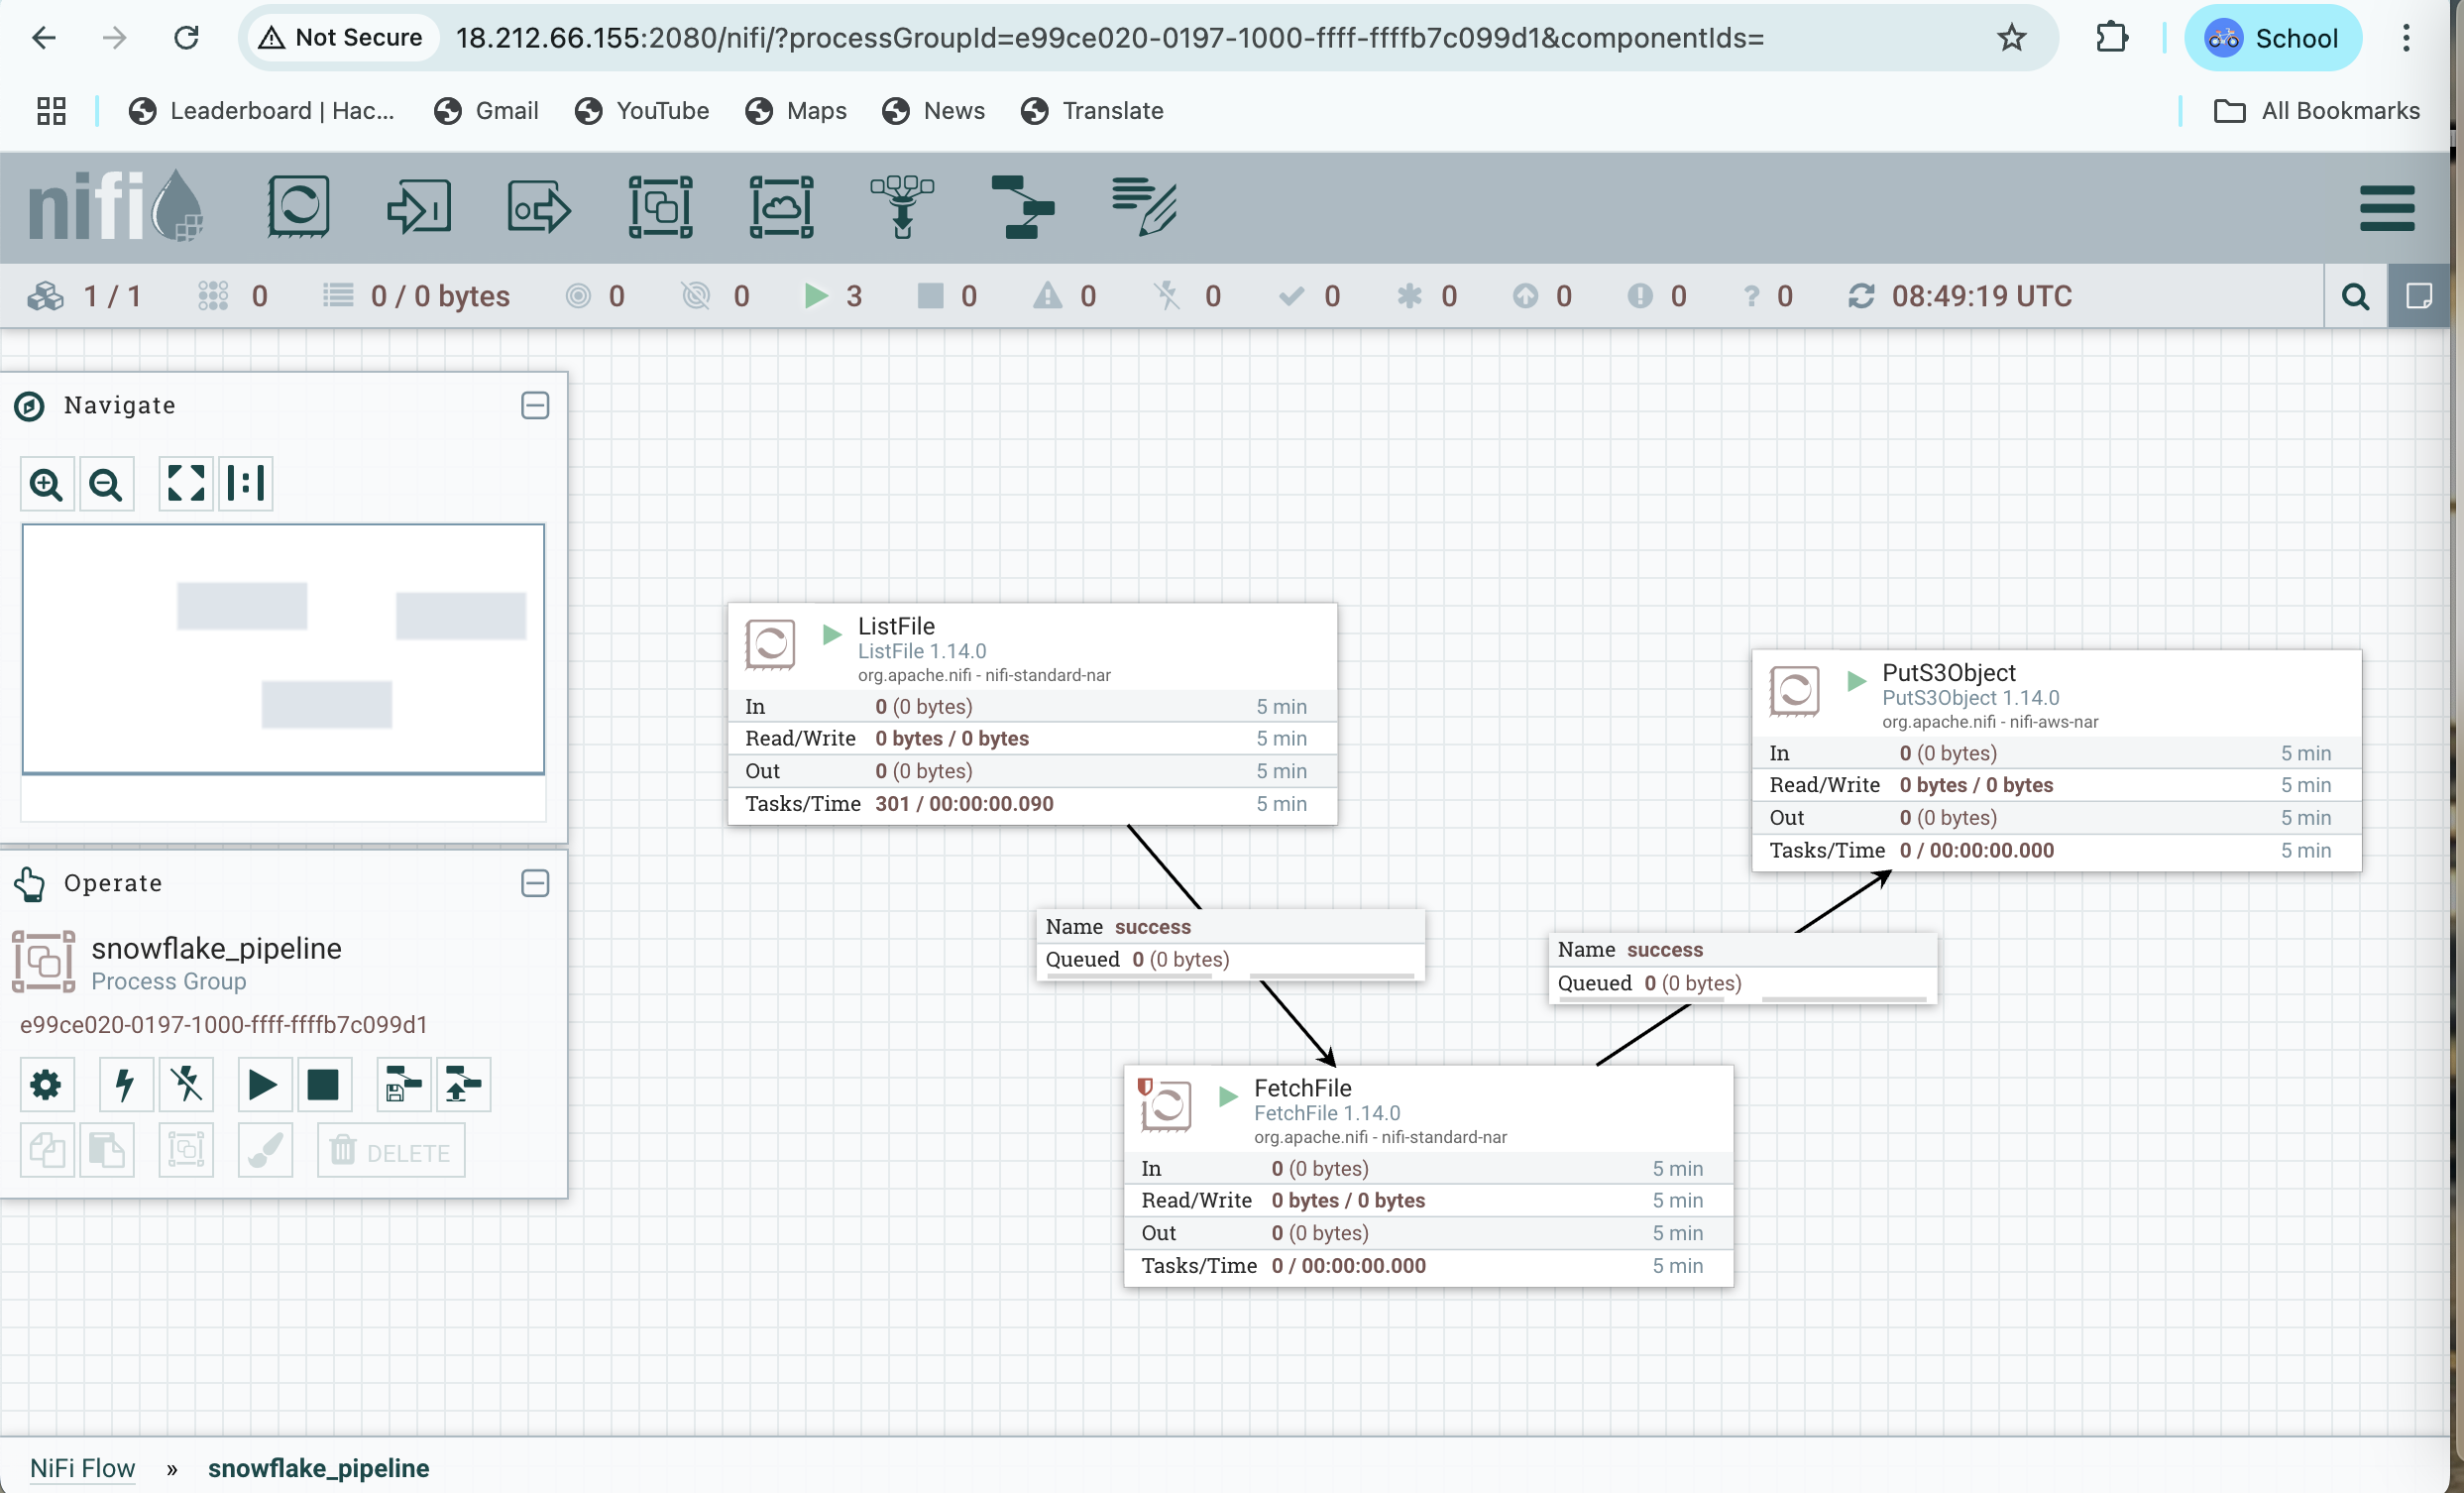 Not Secure 18.212.66.155:2080/nifi/?processGroupId=e99ce020-0197-1000-ffff-ffffb7c099d1&componentIds= School
Leaderboard | Hac... Gmail YouTube Maps News Translate All Bookmarks
nifi
1 / 1 0 0 / 0 bytes 0 0 3 0 0 0 0 0 0 0 ? 0 08:49:19 UTC
Navigate
Operate
snowflake_pipeline
Process Group
e99ce020-0197-1000-ffff-ffffb7c099d1
DELETE
ListFile
ListFile 1.14.0
org.apache.nifi - nifi-standard-nar
In 0 (0 bytes) 5 min
Read/Write 0 bytes / 0 bytes 5 min
Out 0 (0 bytes) 5 min
Tasks/Time 301 / 00:00:00.090 5 min
PutS3Object
PutS3Object 1.14.0
org.apache.nifi - nifi-aws-nar
In 0 (0 bytes) 5 min
Read/Write 0 bytes / 0 bytes 5 min
Out 0 (0 bytes) 5 min
Tasks/Time 0 / 00:00:00.000 5 min
Name success
Queued 0 (0 bytes)
Name success
Queued 0 (0 bytes)
FetchFile
FetchFile 1.14.0
org.apache.nifi - nifi-standard-nar
In 0 (0 bytes) 5 min
Read/Write 0 bytes / 0 bytes 5 min
Out 0 (0 bytes) 5 min
Tasks/Time 0 / 00:00:00.000 5 min
NiFi Flow » snowflake_pipeline